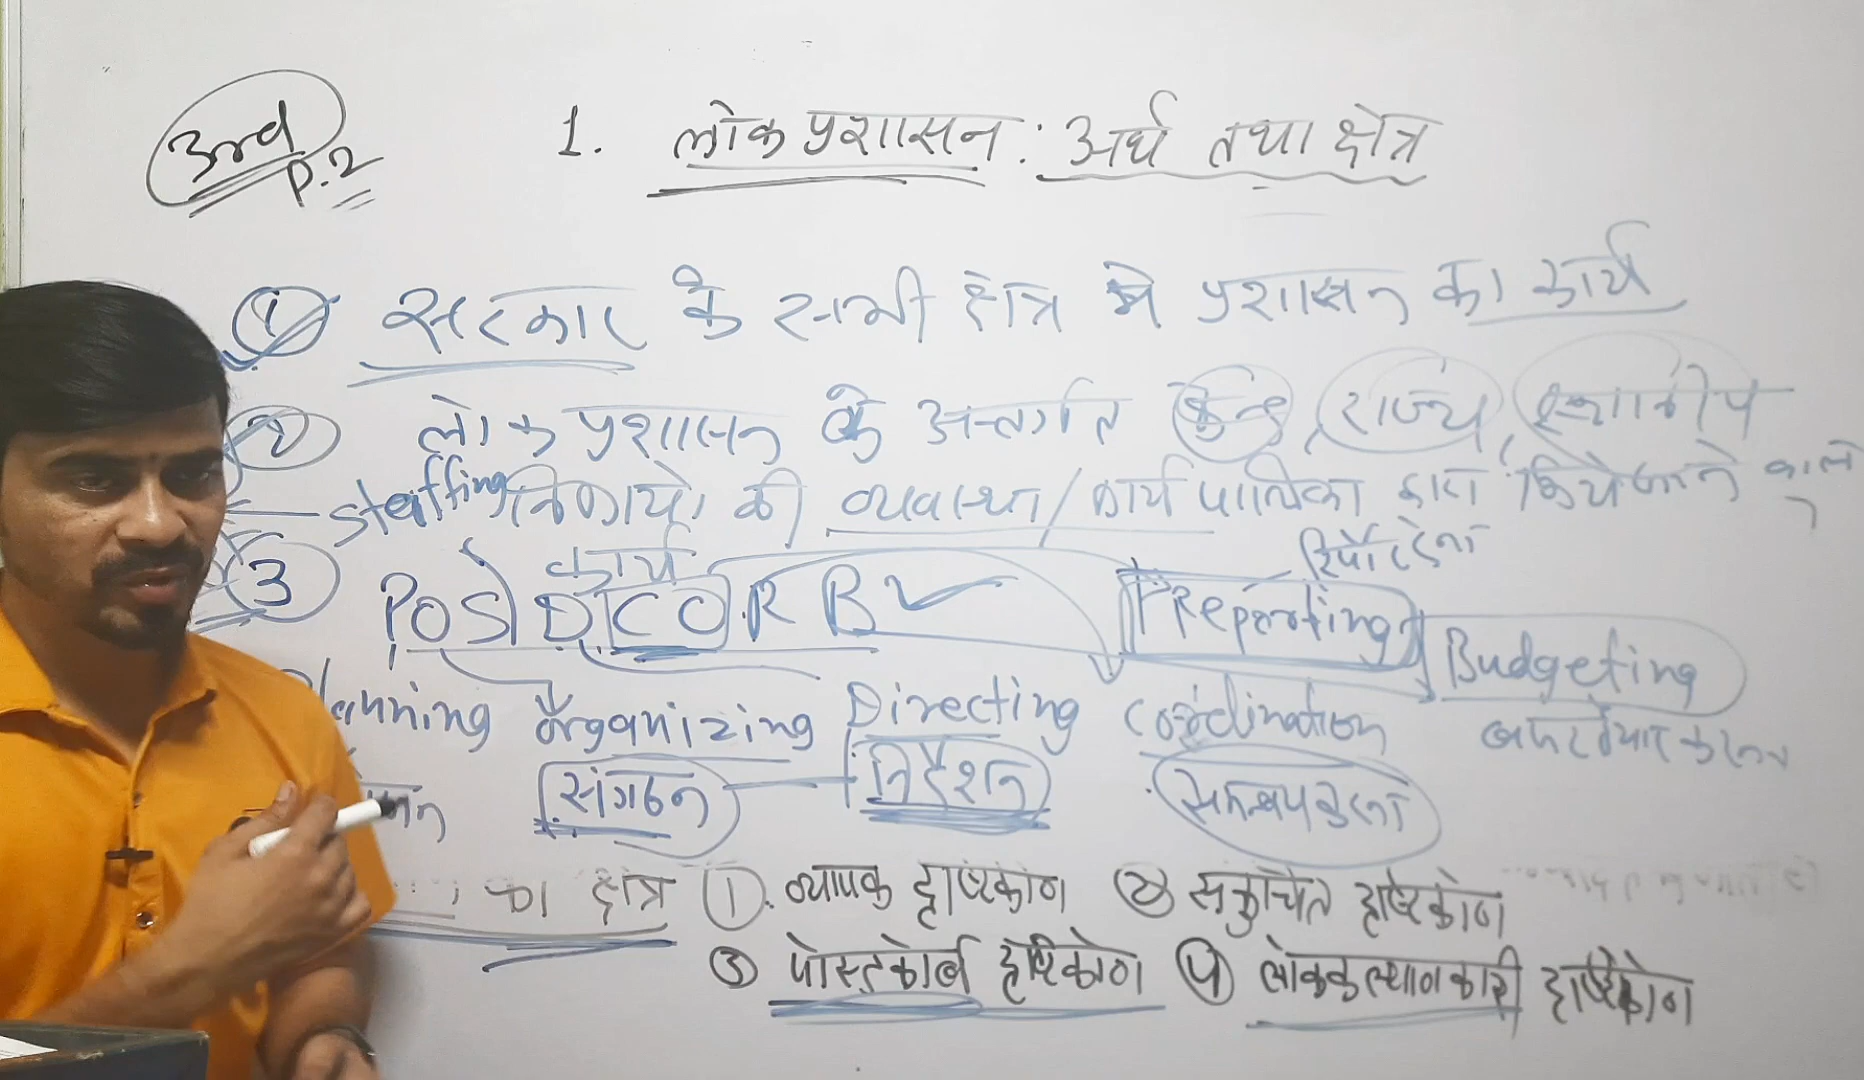 3rd P.2
1. लोक प्रशासन : अर्थ तथा क्षेत्र
① सरकार के सभी क्षेत्र मे प्रशासन का कार्य
② लोक प्रशासन के अन्तर्गत केन्द्र, राज्य, स्थानीय
staffing निकायो की व्यवस्था / कार्यपालिका द्वारा किये जाने वाले
कार्य रिपोर्ट देना
③ POSDCORB Reporting Budgeting
lanning organizing Directing coordination बजट तैयार करना
जन संगठन निर्देशन समन्वय करना
का क्षेत्र ① व्यापक दृष्टिकोण ② संकुचित दृष्टिकोण
③ पोस्डकोर्ब दृष्टिकोण ④ लोककल्याणकारी दृष्टिकोण